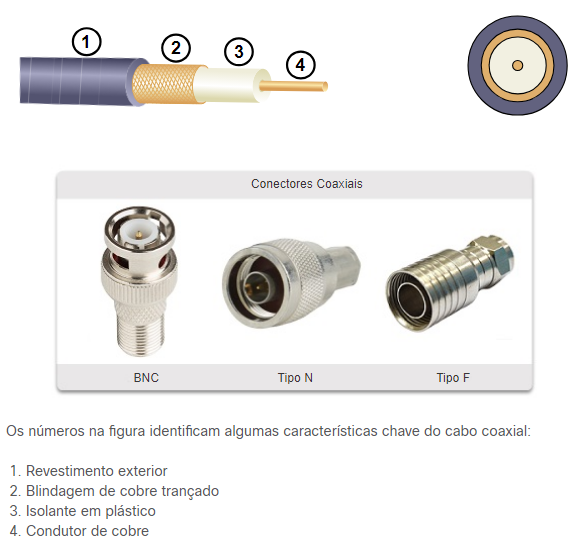 1
2
3
4
Conectores Coaxiais
BNC
Tipo N
Tipo F
Os números na figura identificam algumas características chave do cabo coaxial:
1. Revestimento exterior
2. Blindagem de cobre trançado
3. Isolante em plástico
4. Condutor de cobre